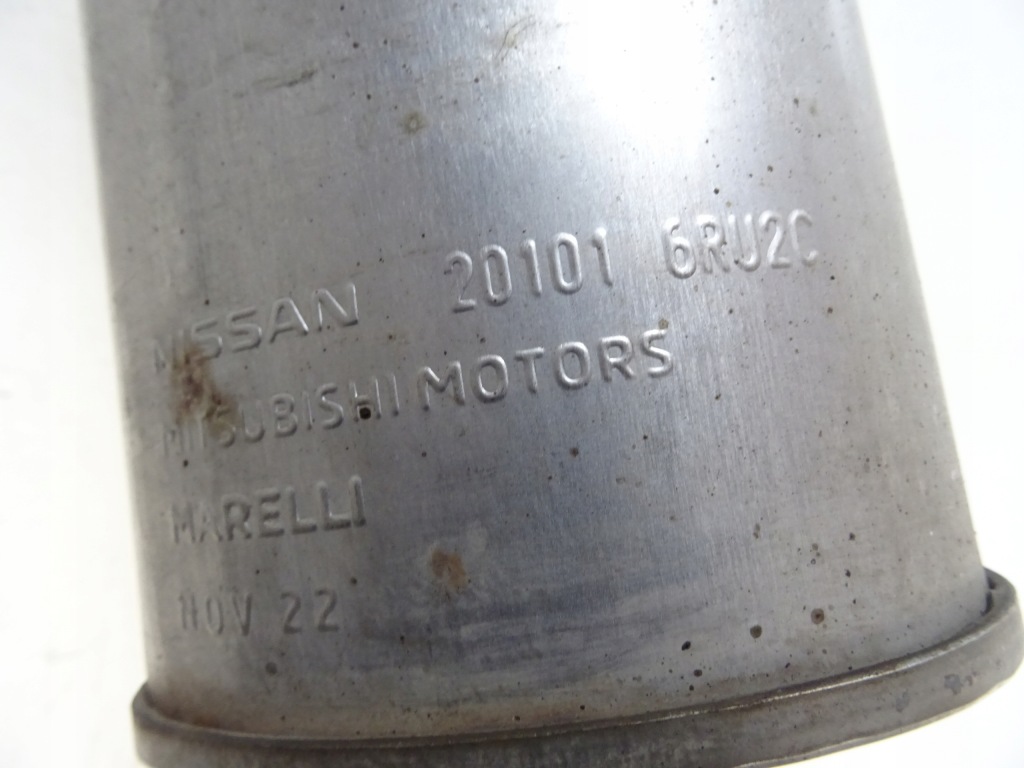 NISSAN 20101 6RU2C
MITSUBISHI MOTORS
MARELLI
NOV 22